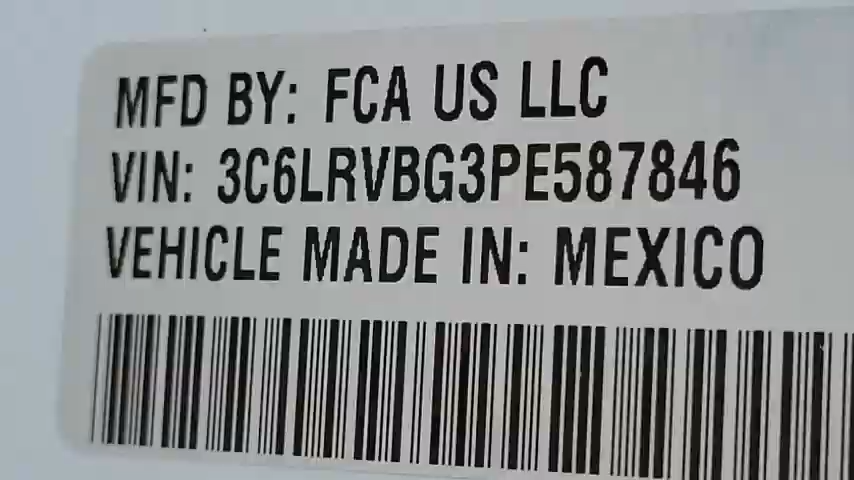 MFD BY: FCA US LLC
VIN: 3C6LRVBG3PE587846
VEHICLE MADE IN: MEXICO